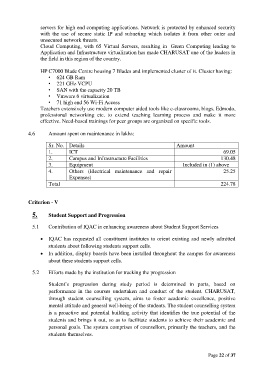 servers for high end computing applications. Network is protected by enhanced security
with the use of secure static IP and subneting which isolates it from other outer and
unsecured network threats.
Cloud Computing, with 65 Virtual Servers, resulting in Green Computing leading to
Application and Infrastructure virtualization has made CHARUSAT one of the leaders in
the field in this region of the country.
HP C7000 Blade Centre housing 7 Blades and implemented cluster of it. Cluster having:
• 624 GB Ram
• 221 GHz VCPU
• SAN with the capacity 20 TB
• Vmware 6 virtualization
• 71 high end 56 Wi-Fi Access
Teachers extensively use modern computer aided tools like e-classrooms, blogs, Edmodo,
professional networking etc. to extend teaching learning process and make it more
effective. Need-based trainings for peer groups are organised on specific tools.
4.6 Amount spent on maintenance in lakhs:
Sr. No. Details Amount
1. ICT 69.05
2. Campus and Infrastructure Facilities 130.48
3. Equipment Included in (1) above
4. Others (Electrical maintenance and repair 25.25
Expenses)
Total 224.78
Criterion - V
5. Student Support and Progression
5.1 Contribution of IQAC in enhancing awareness about Student Support Services
• IQAC has requested all constituent institutes to orient existing and newly admitted
students about following students support cells.
• In addition, display boards have been installed throughout the campus for awareness
about these students support cells.
5.2 Efforts made by the institution for tracking the progression
Student's progression during study period is determined in parts, based on
performance in the courses undertaken and conduct of the student. CHARUSAT,
through student counselling system, aims to foster academic excellence, positive
mental attitude and general well-being of the students. The student counselling system
is a proactive and potential building activity that identifies the true potential of the
students and brings it out, so as to facilitate students to achieve their academic and
personal goals. The system comprises of counsellors, primarily the teachers, and the
students themselves.
Page 22 of 37